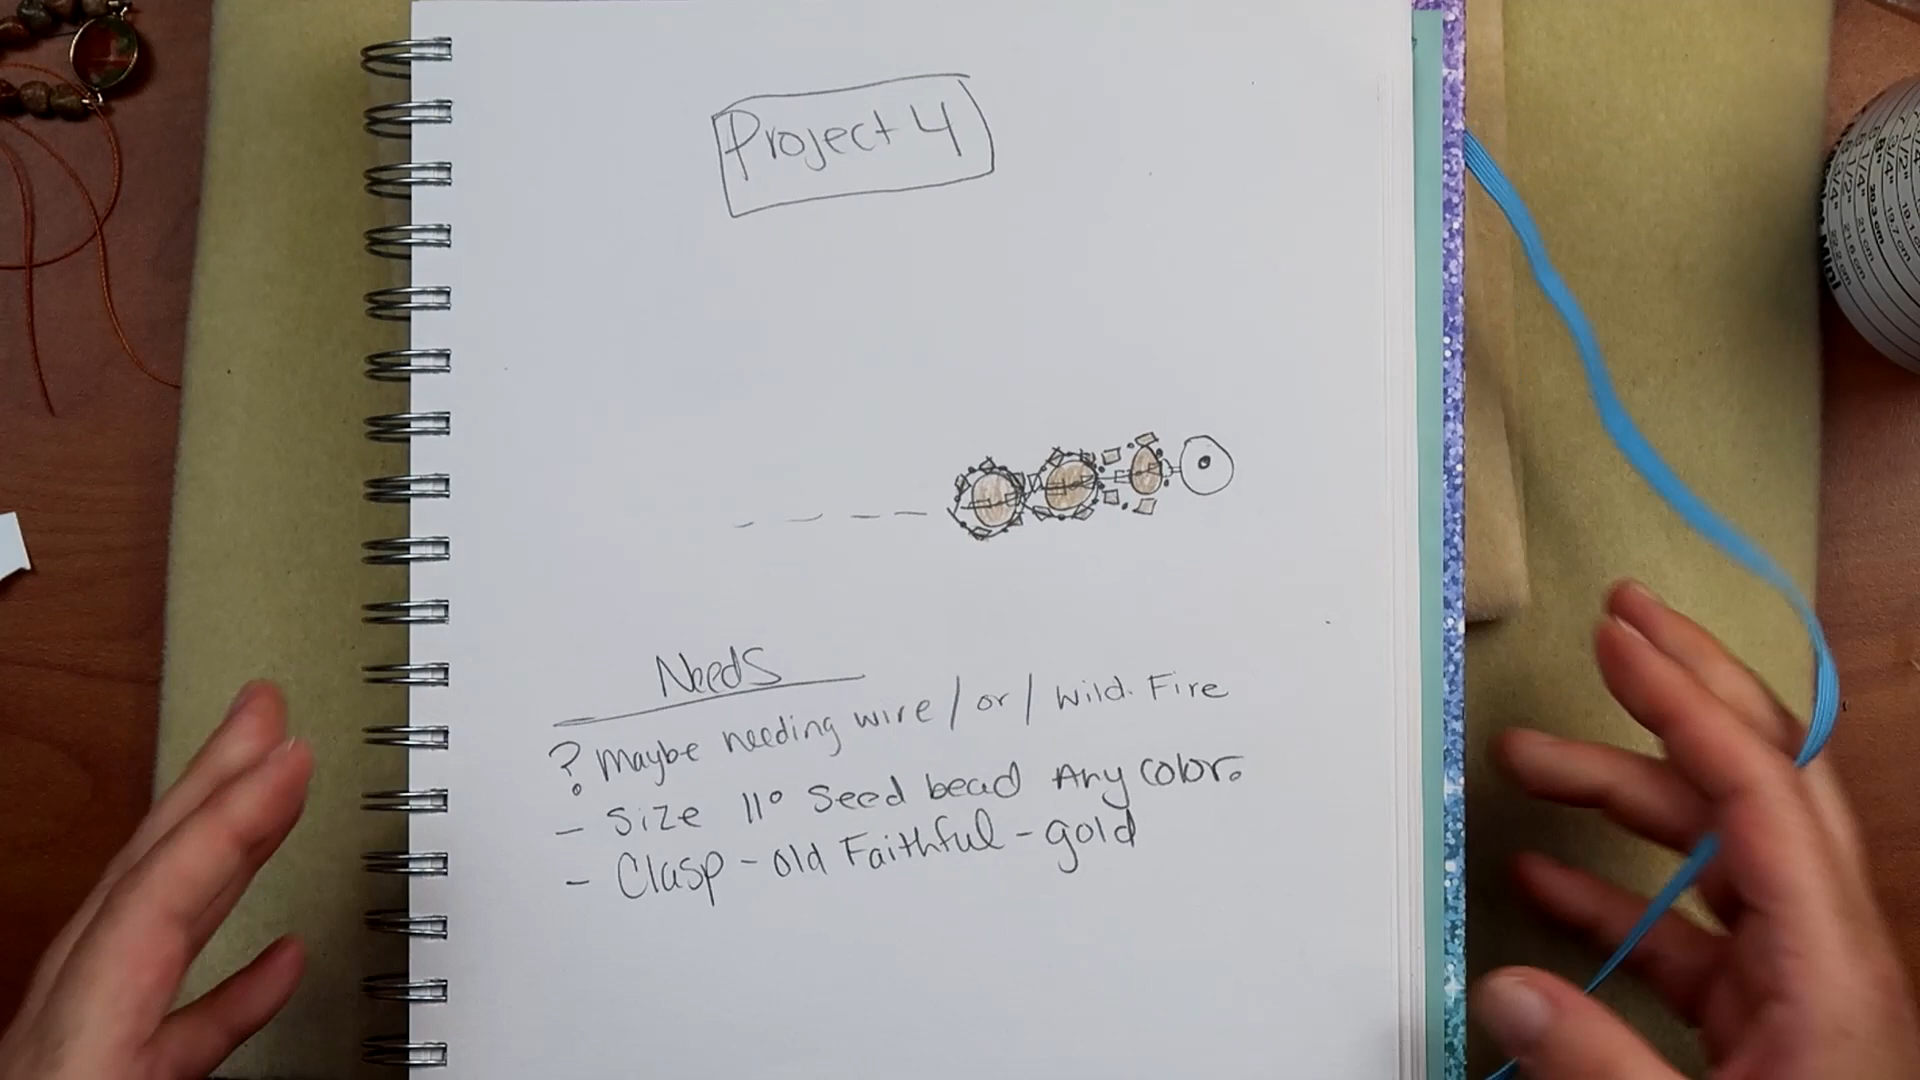 Project 4
Needs
? Maybe needing wire / or / wild. Fire
- Size 11° Seed bead Any Color.
- Clasp - old Faithful - gold